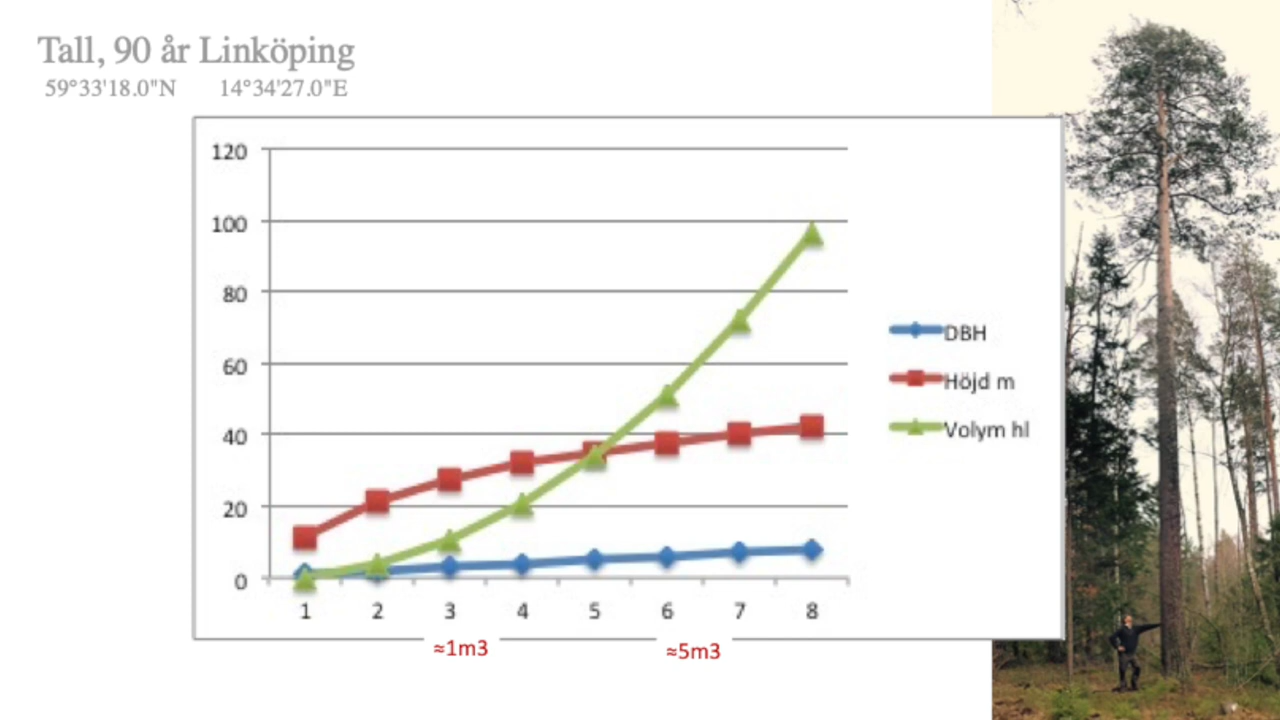 Tall, 90 år Linköping
59°33'18.0"N 14°34'27.0"E
120
100
80
60
40
20
0
1 2 3 4 5 6 7 8
DBH
Höjd m
Volym hl
≈1m3 ≈5m3